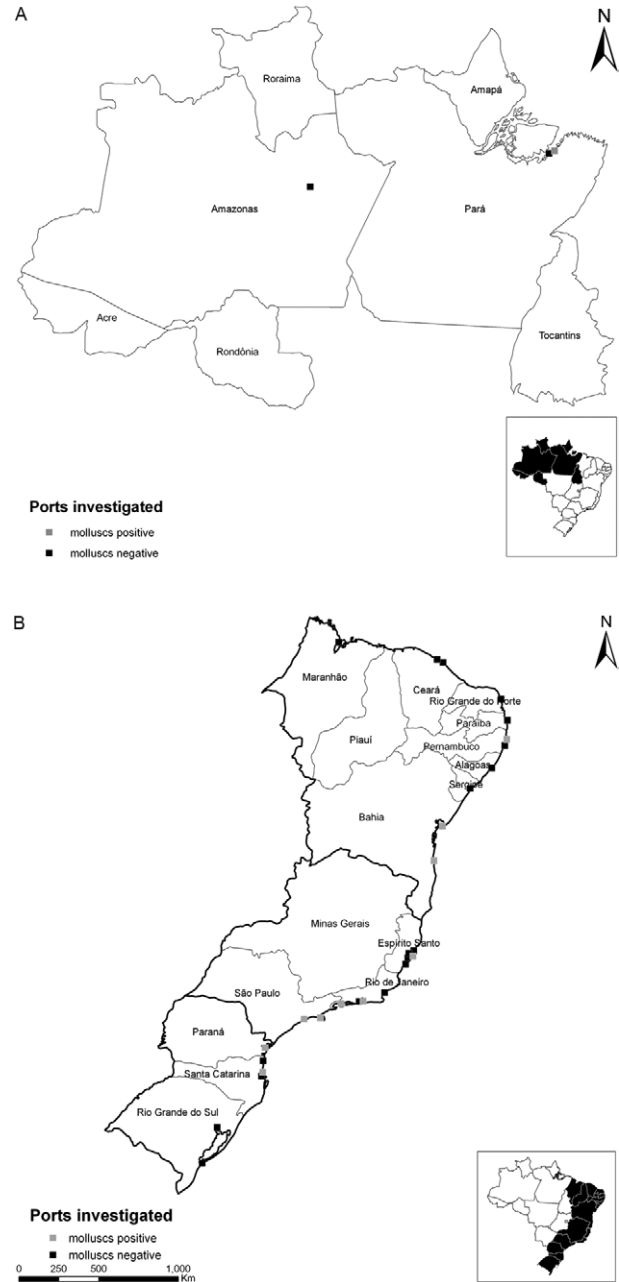 A
N
Roraima
Amapá
Amazonas
Pará
Acre
Rondônia
Tocantins
Ports investigated
molluscs positive
molluscs negative
B
N
Maranhão
Ceará
Rio Grande do Norte
Paraíba
Piauí
Pernambuco
Alagoas
Sergipe
Bahia
Minas Gerais
Espírito Santo
Rio de Janeiro
São Paulo
Paraná
Santa Catarina
Rio Grande do Sul
Ports investigated
molluscs positive
molluscs negative
0 250 500 1,000
Km